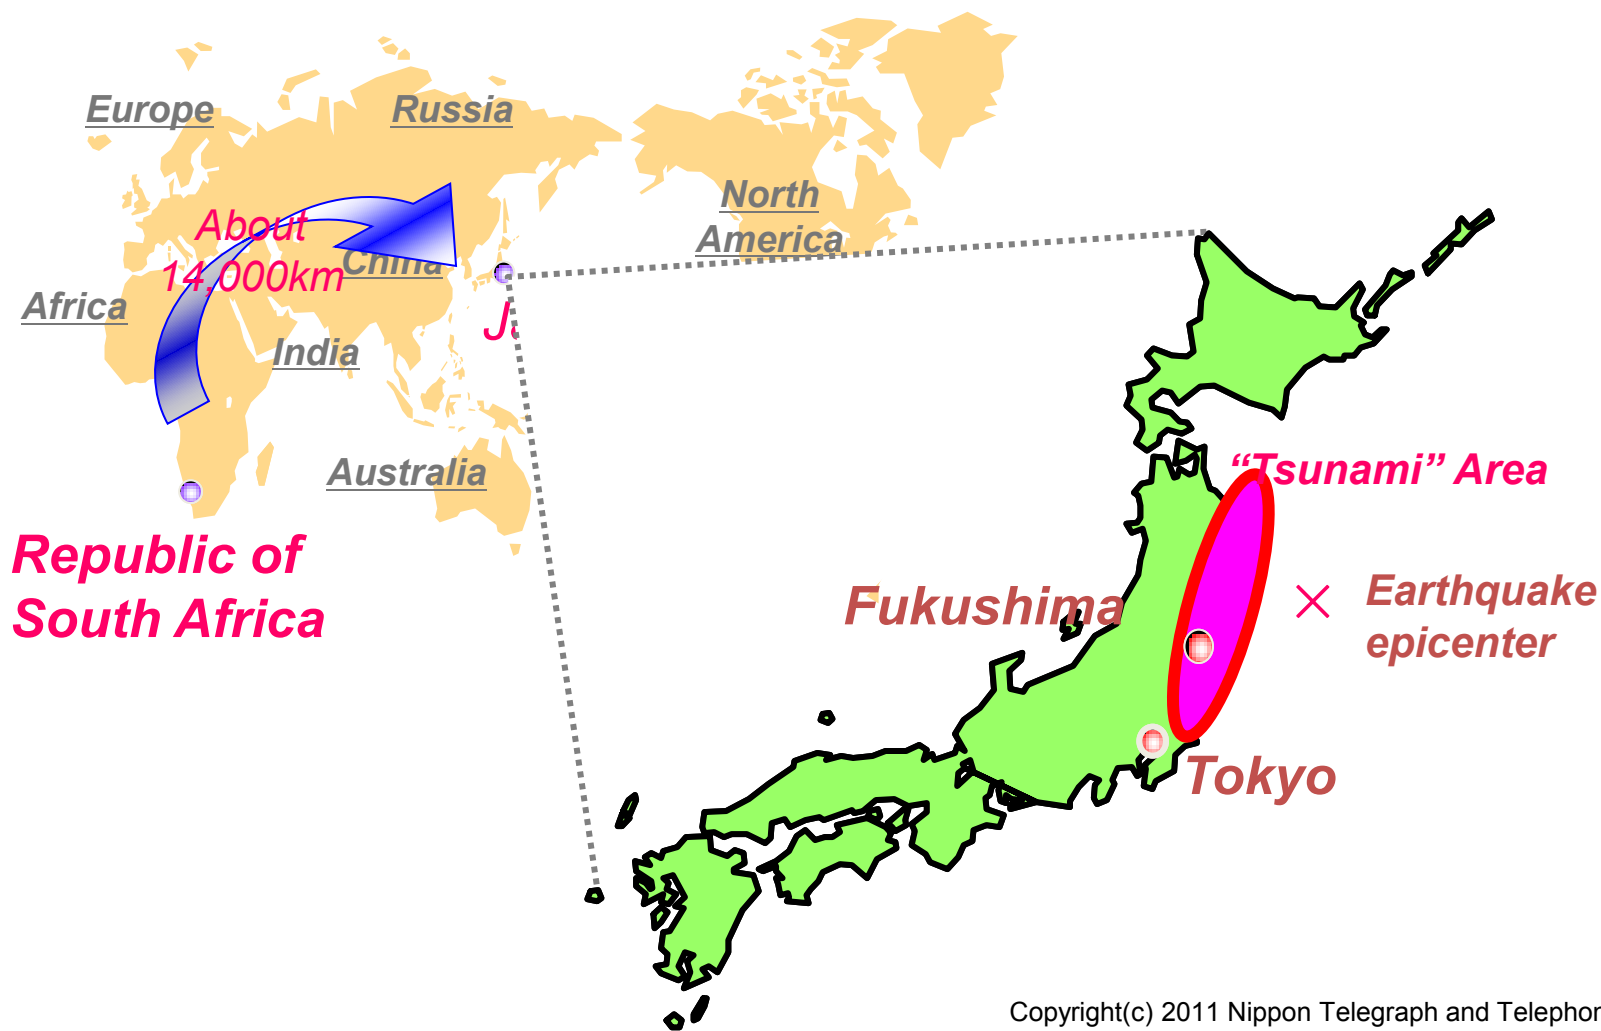 Europe
Russia
North
America
About
14,000km
China
Africa
India
Australia
Republic of
South Africa
“Tsunami” Area
Fukushima
Earthquake
epicenter
Tokyo
Copyright(c) 2011 Nippon Telegraph and